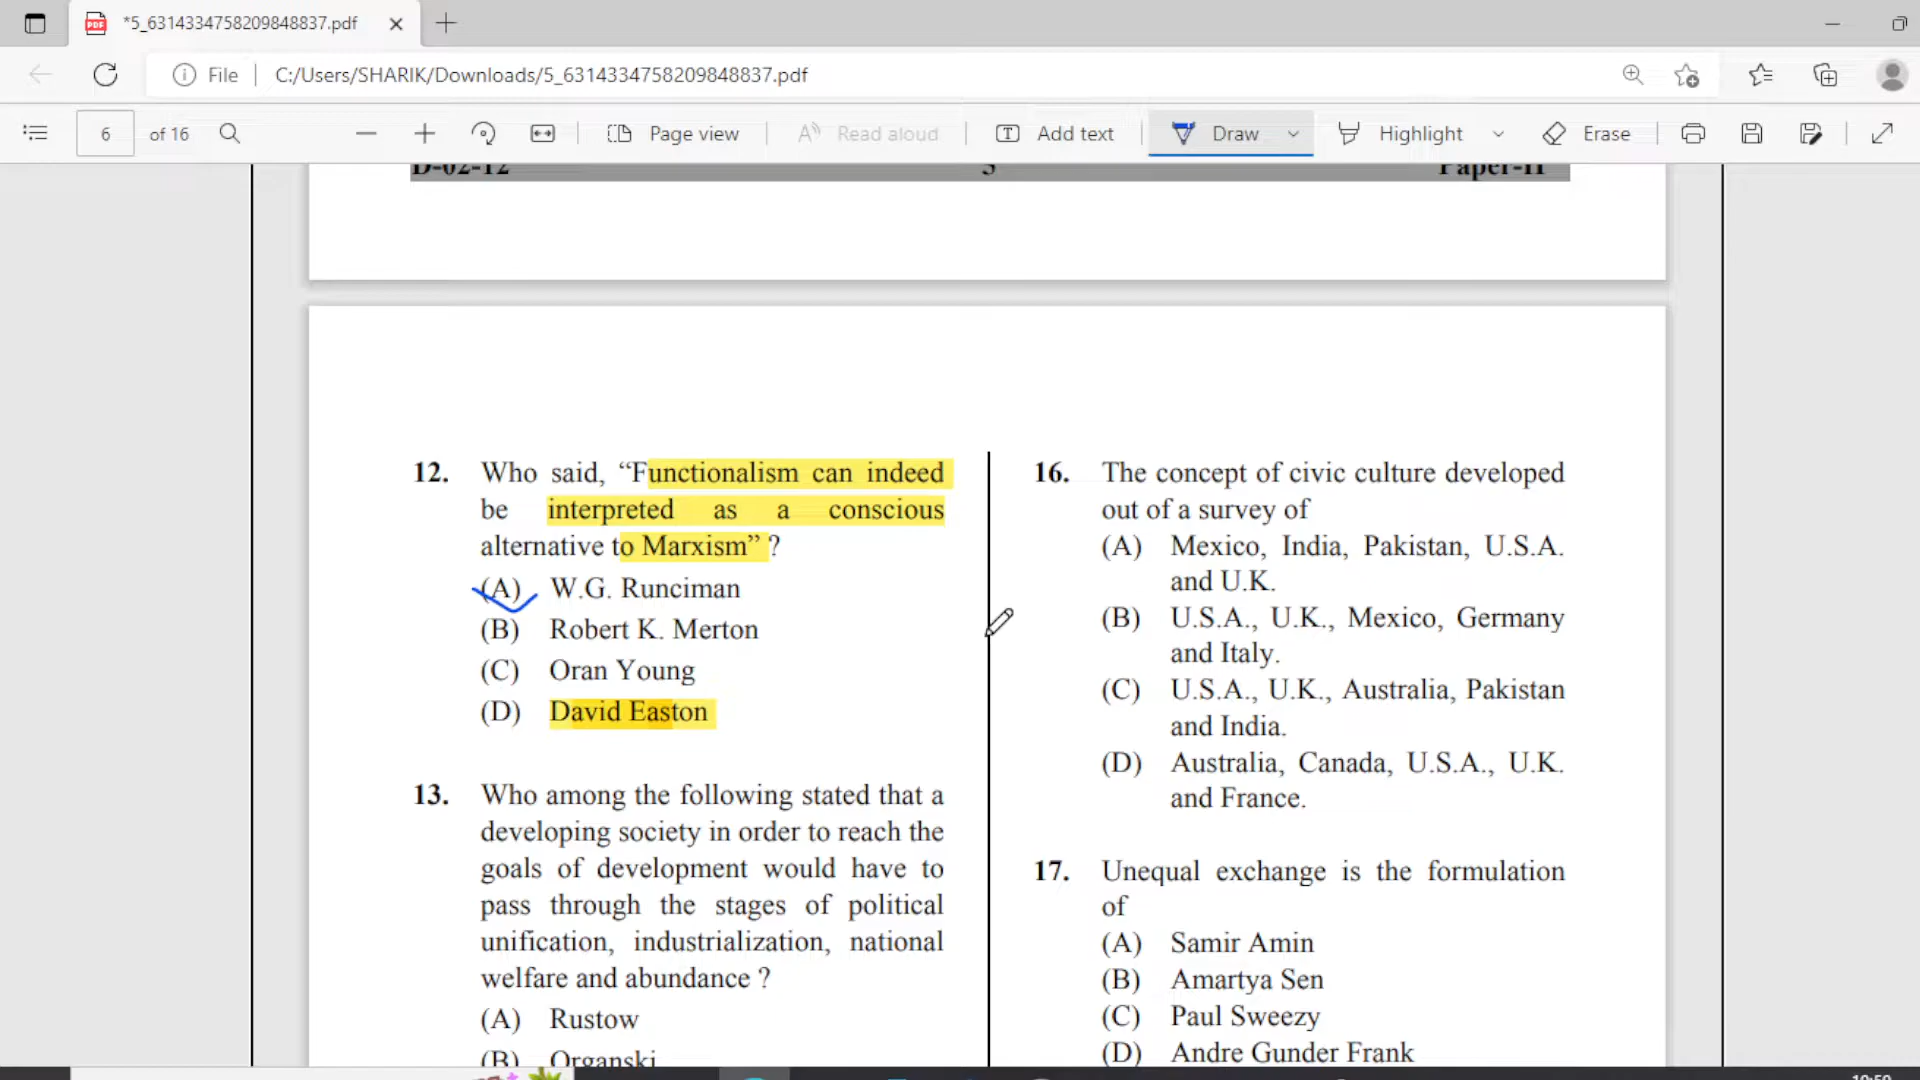 *5_6314334758209848837.pdf
File
C:/Users/SHARIK/Downloads/5_6314334758209848837.pdf
6 of 16
Page view
Read aloud
Add text
Draw
Highlight
Erase
D-02-12 5 Paper-II
12. Who said, “Functionalism can indeed
be interpreted as a conscious
alternative to Marxism” ?
(A) W.G. Runciman
(B) Robert K. Merton
(C) Oran Young
(D) David Easton
13. Who among the following stated that a
developing society in order to reach the
goals of development would have to
pass through the stages of political
unification, industrialization, national
welfare and abundance ?
(A) Rustow
(B) Organski
16. The concept of civic culture developed
out of a survey of
(A) Mexico, India, Pakistan, U.S.A.
and U.K.
(B) U.S.A., U.K., Mexico, Germany
and Italy.
(C) U.S.A., U.K., Australia, Pakistan
and India.
(D) Australia, Canada, U.S.A., U.K.
and France.
17. Unequal exchange is the formulation
of
(A) Samir Amin
(B) Amartya Sen
(C) Paul Sweezy
(D) Andre Gunder Frank